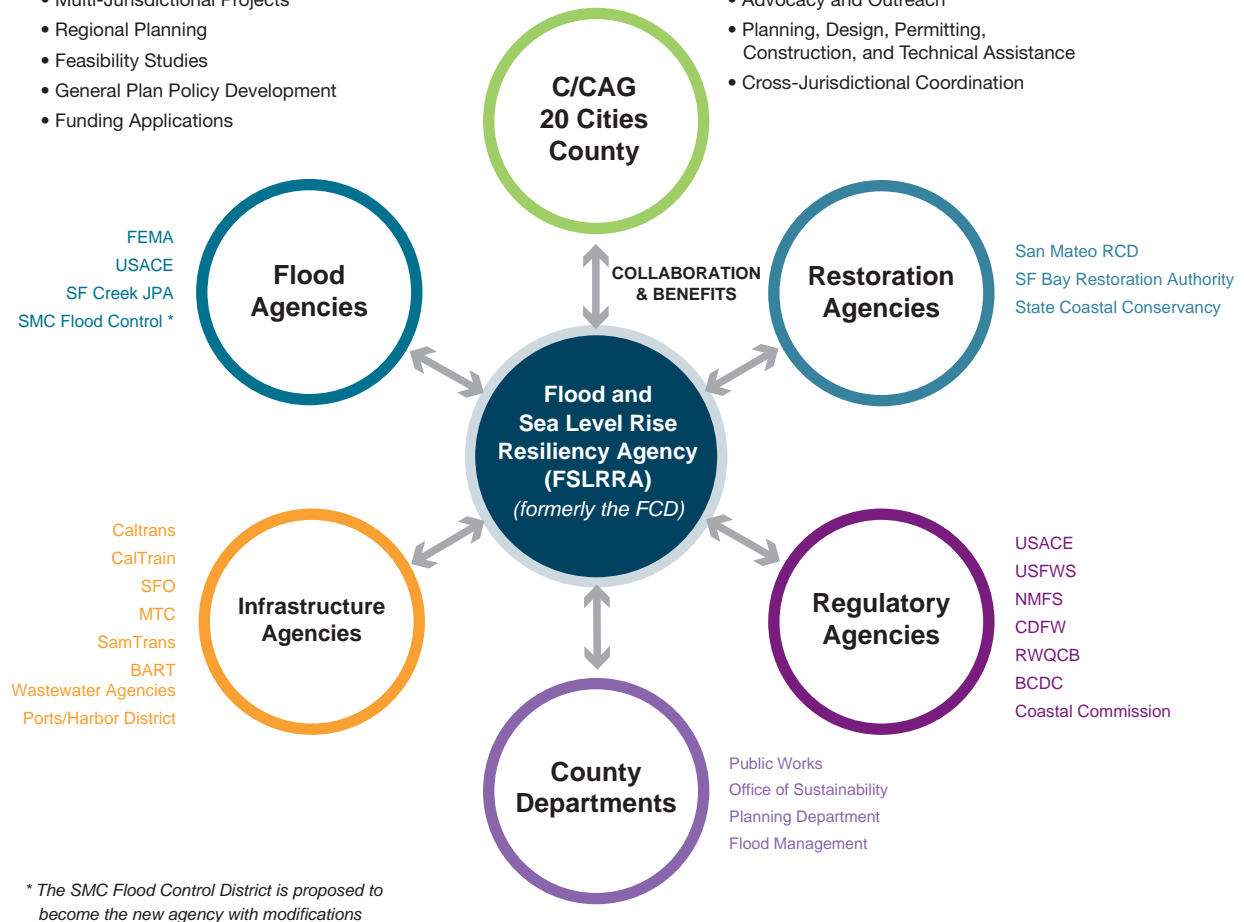 • Multi-Jurisdictional Projects
• Regional Planning
• Feasibility Studies
• General Plan Policy Development
• Funding Applications
• Advocacy and Outreach
• Planning, Design, Permitting,
Construction, and Technical Assistance
• Cross-Jurisdictional Coordination
C/CAG
20 Cities
County
FEMA
USACE
SF Creek JPA
SMC Flood Control *
Flood
Agencies
COLLABORATION
& BENEFITS
Restoration
Agencies
San Mateo RCD
SF Bay Restoration Authority
State Coastal Conservancy
Flood and
Sea Level Rise
Resiliency Agency
(FSLRRA)
(formerly the FCD)
Caltrans
CalTrain
SFO
MTC
SamTrans
BART
Wastewater Agencies
Ports/Harbor District
Infrastructure
Agencies
Regulatory
Agencies
USACE
USFWS
NMFS
CDFW
RWQCB
BCDC
Coastal Commission
County
Departments
Public Works
Office of Sustainability
Planning Department
Flood Management
* The SMC Flood Control District is proposed to
become the new agency with modifications